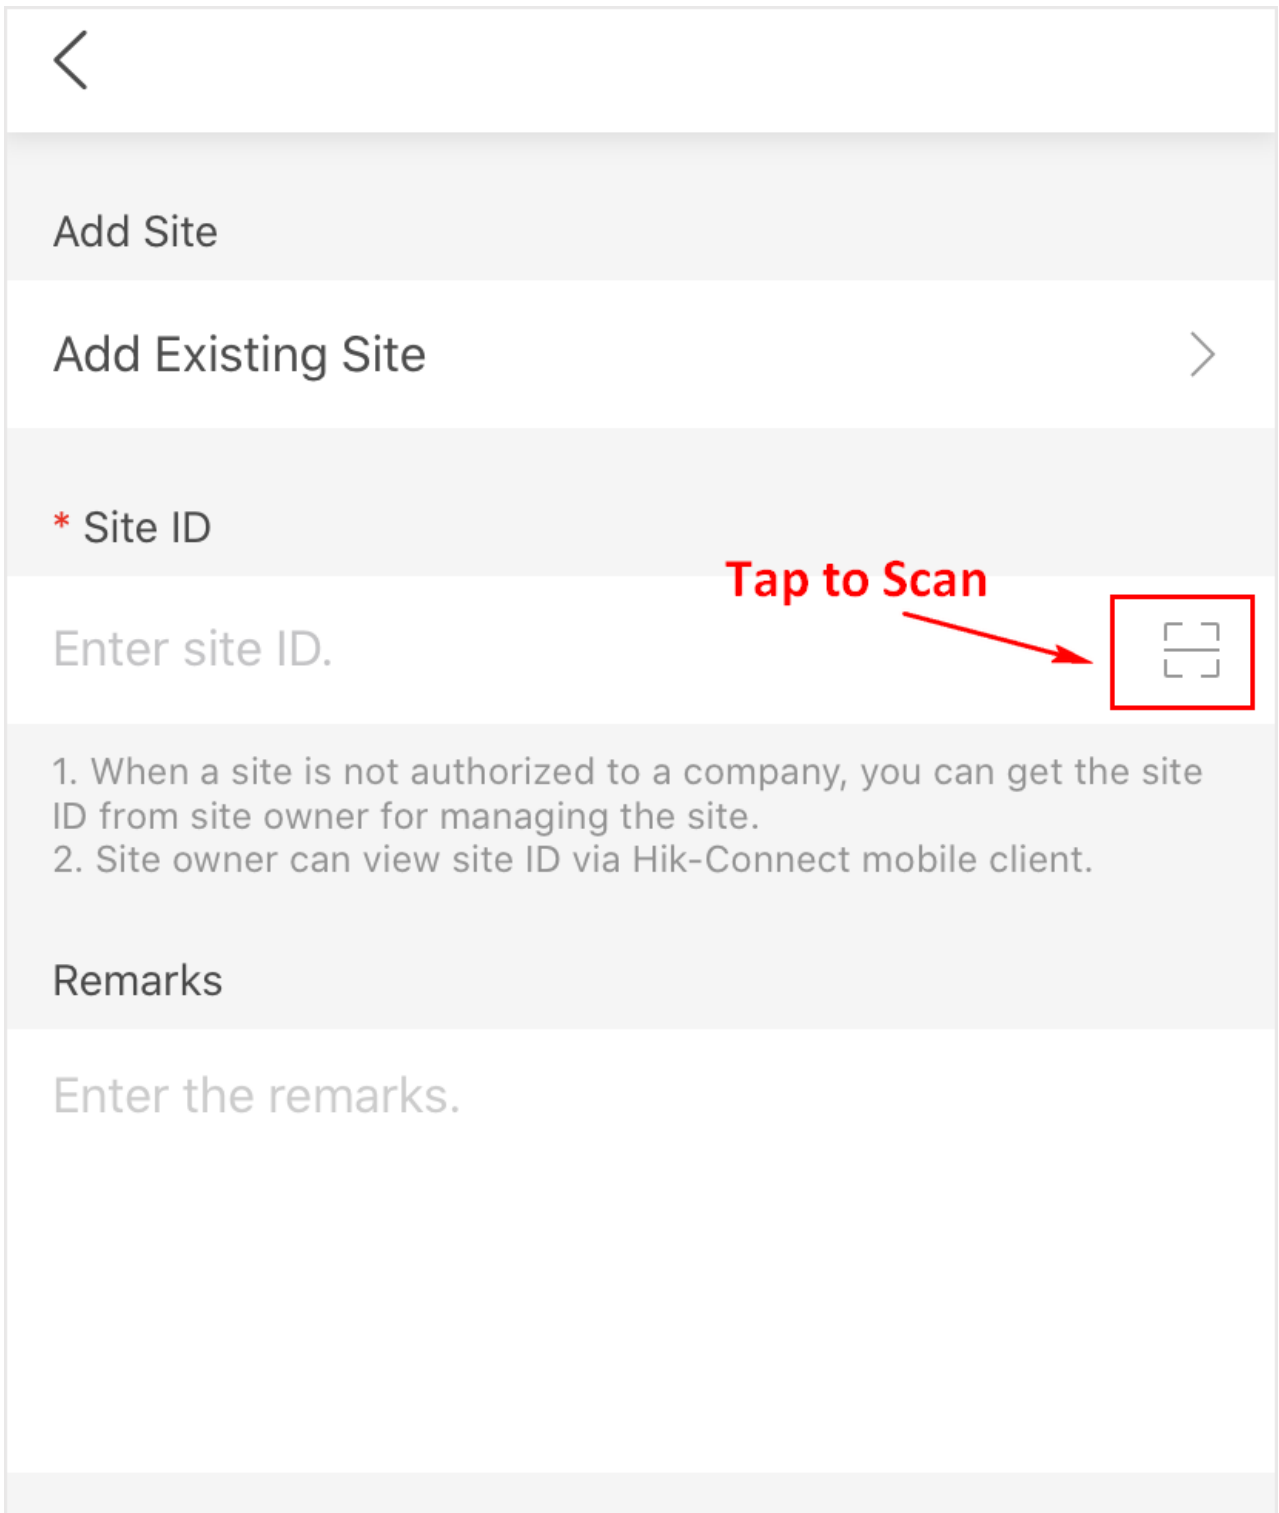 Add Site
Add Existing Site
* Site ID
Tap to Scan
Enter site ID.
1. When a site is not authorized to a company, you can get the site
ID from site owner for managing the site.
2. Site owner can view site ID via Hik-Connect mobile client.
Remarks
Enter the remarks.